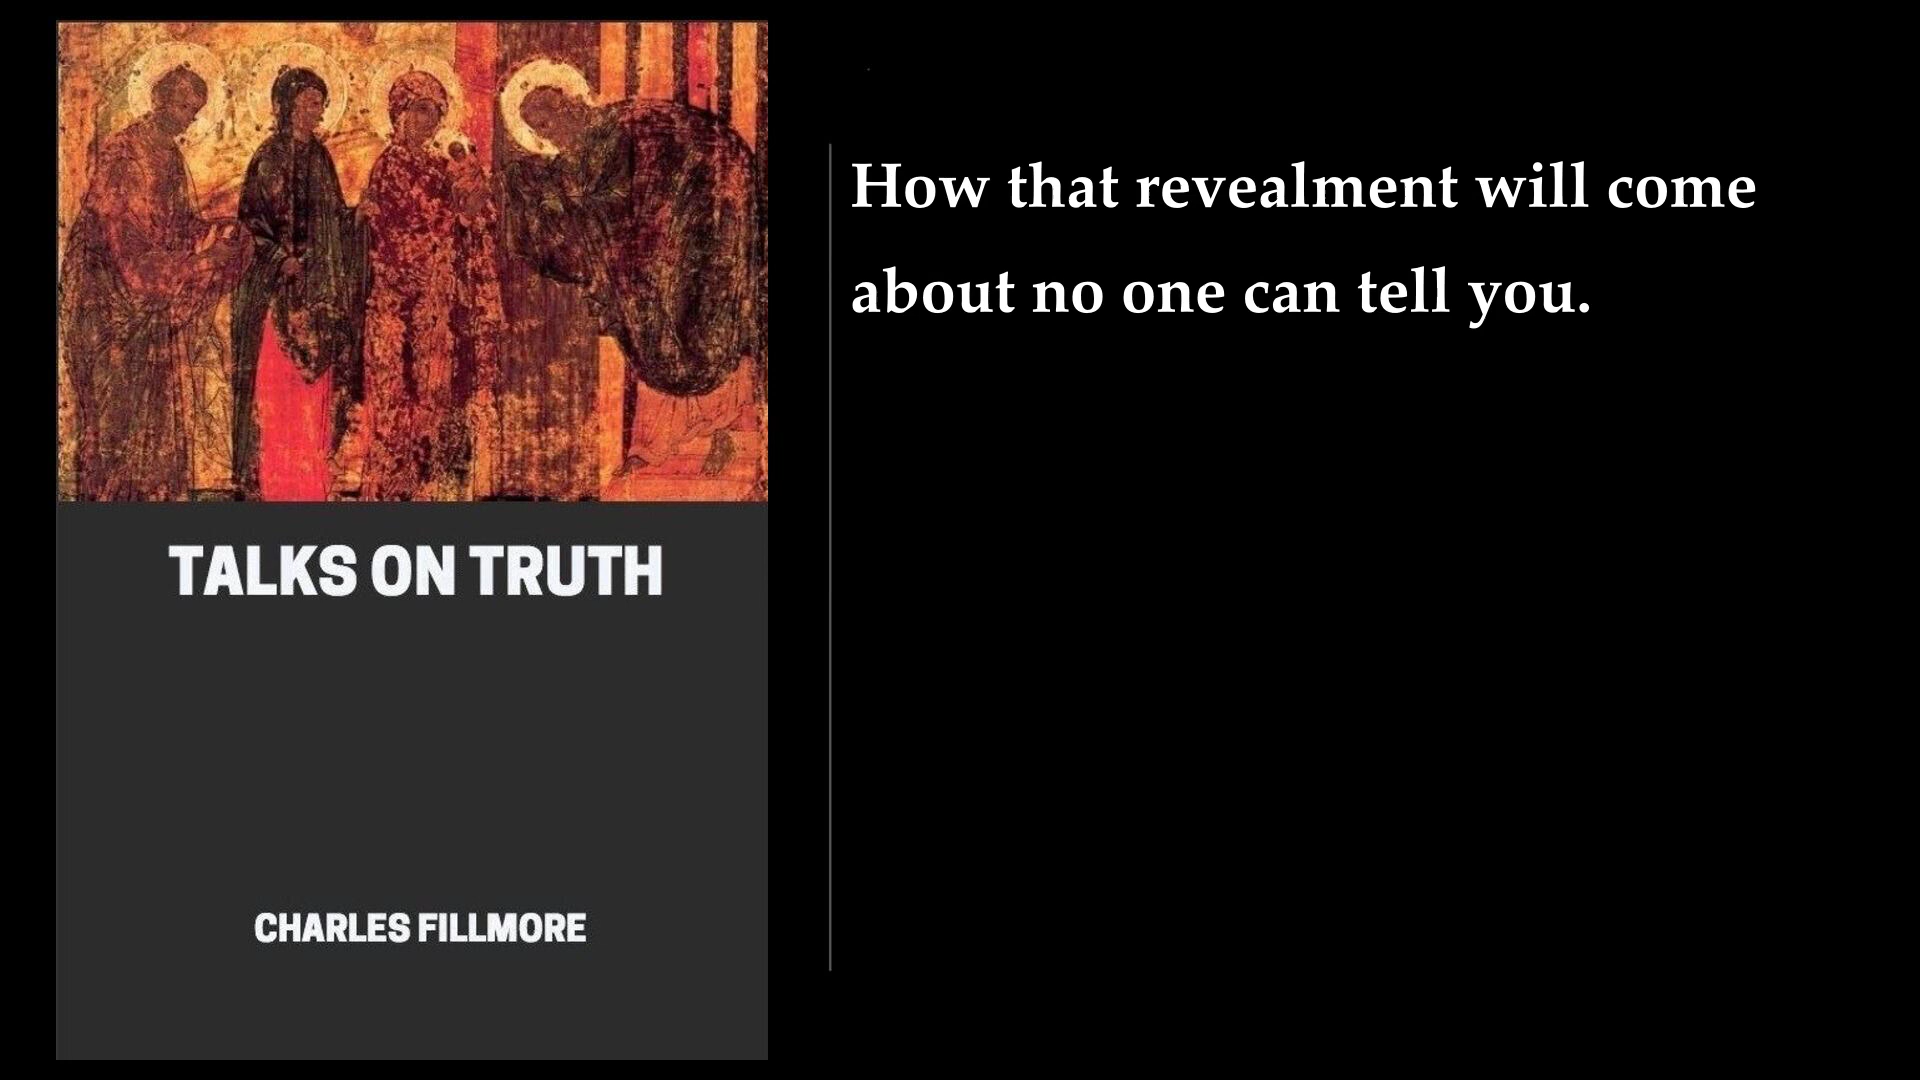 TALKS ON TRUTH
CHARLES FILLMORE
How that revealment will come
about no one can tell you.